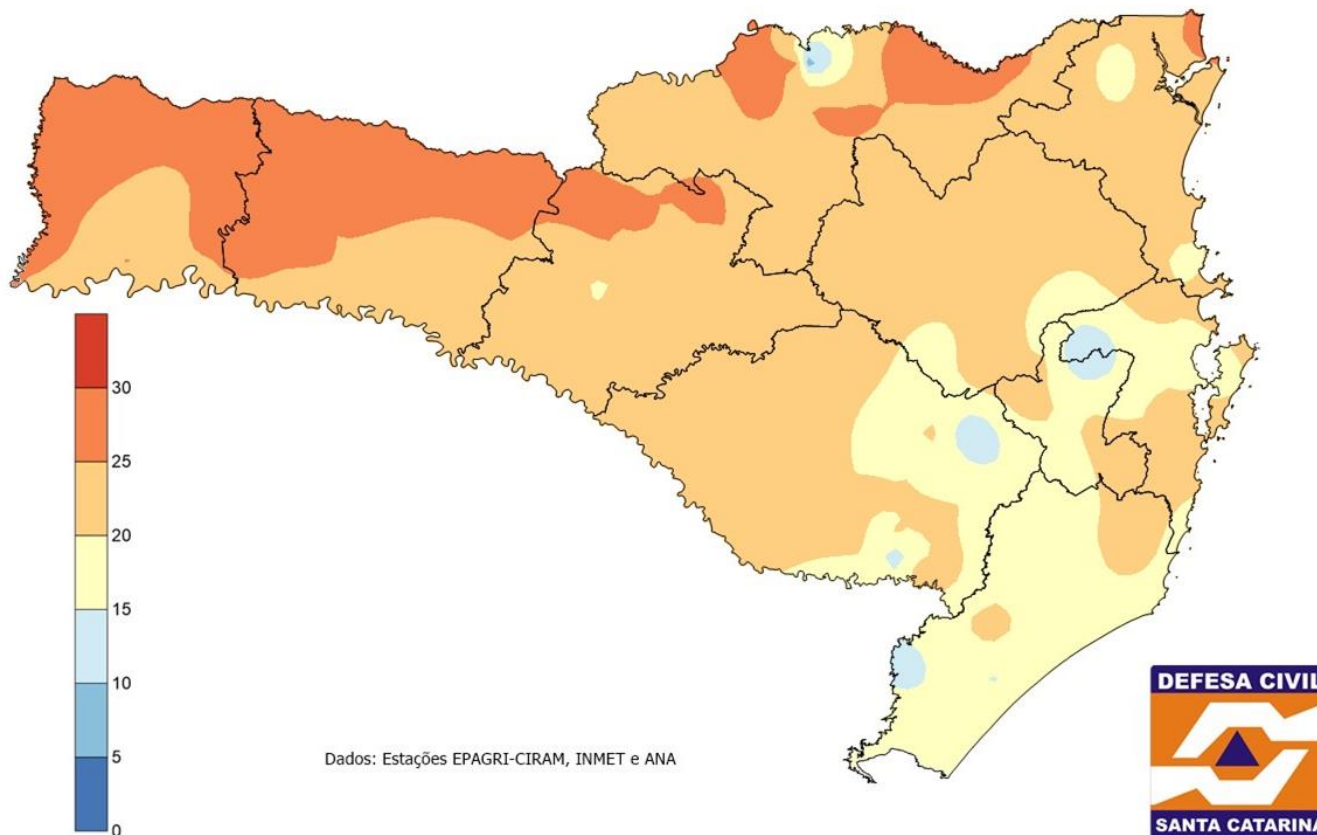 30
25
20
15
10
5
0
Dados: Estações EPAGRI-CIRAM, INMET e ANA
DEFESA CIVIL
SANTA CATARINA